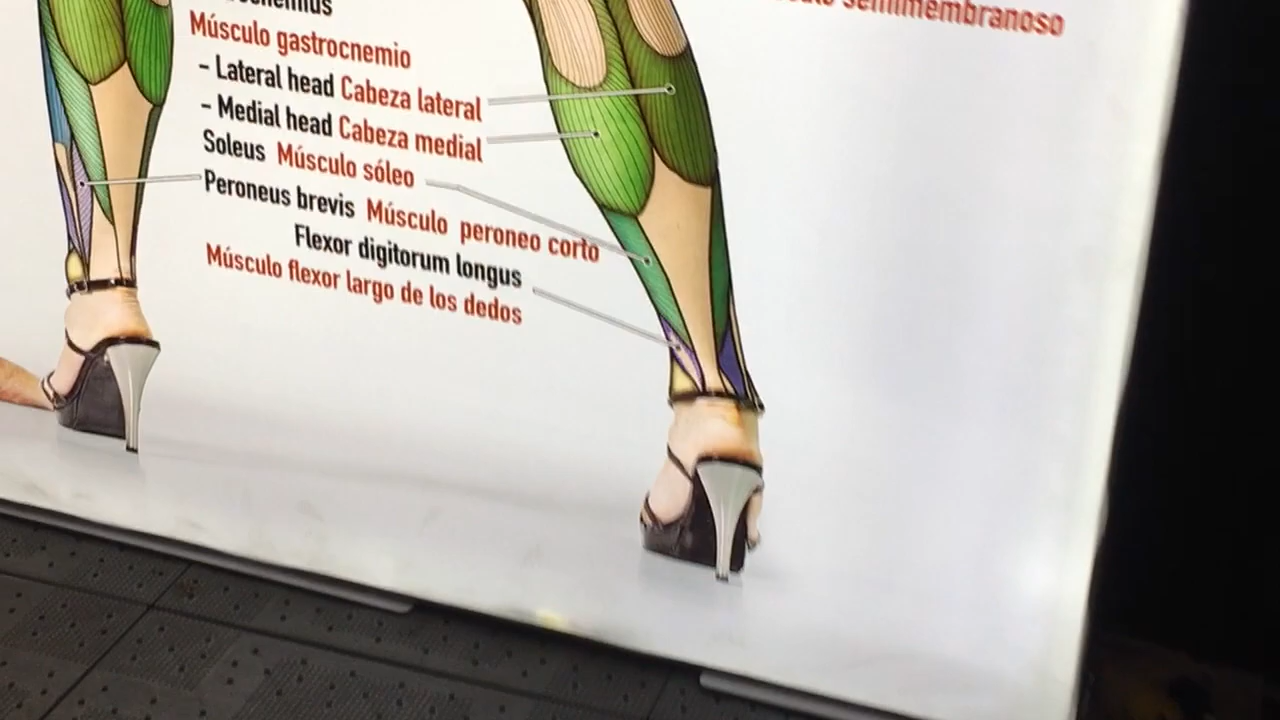 Músculo gastrocnemio
– Lateral head Cabeza lateral
– Medial head Cabeza medial
Soleus Músculo sóleo
Peroneus brevis Músculo peroneo corto
Flexor digitorum longus
Músculo flexor largo de los dedos
semimembranoso